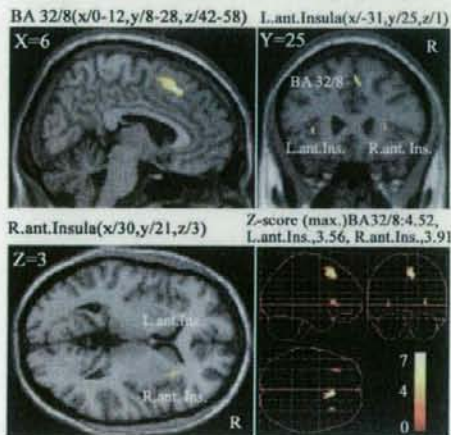 BA 32/8(x/0-12,y/8-28,z/42-58)
L.ant.Insula(x/-31,y/25,z/1)
X=6
Y=25
R
BA 32/8
L.ant.Ins.
R.ant. Ins.
R.ant.Insula(x/30,y/21,z/3)
Z-score (max.)BA32/8:4.52,
L.ant.Ins.,3.56, R.ant.Ins.,3.91
Z=3
L.ant.Ins.
R.ant. Ins.
R
7
4
0